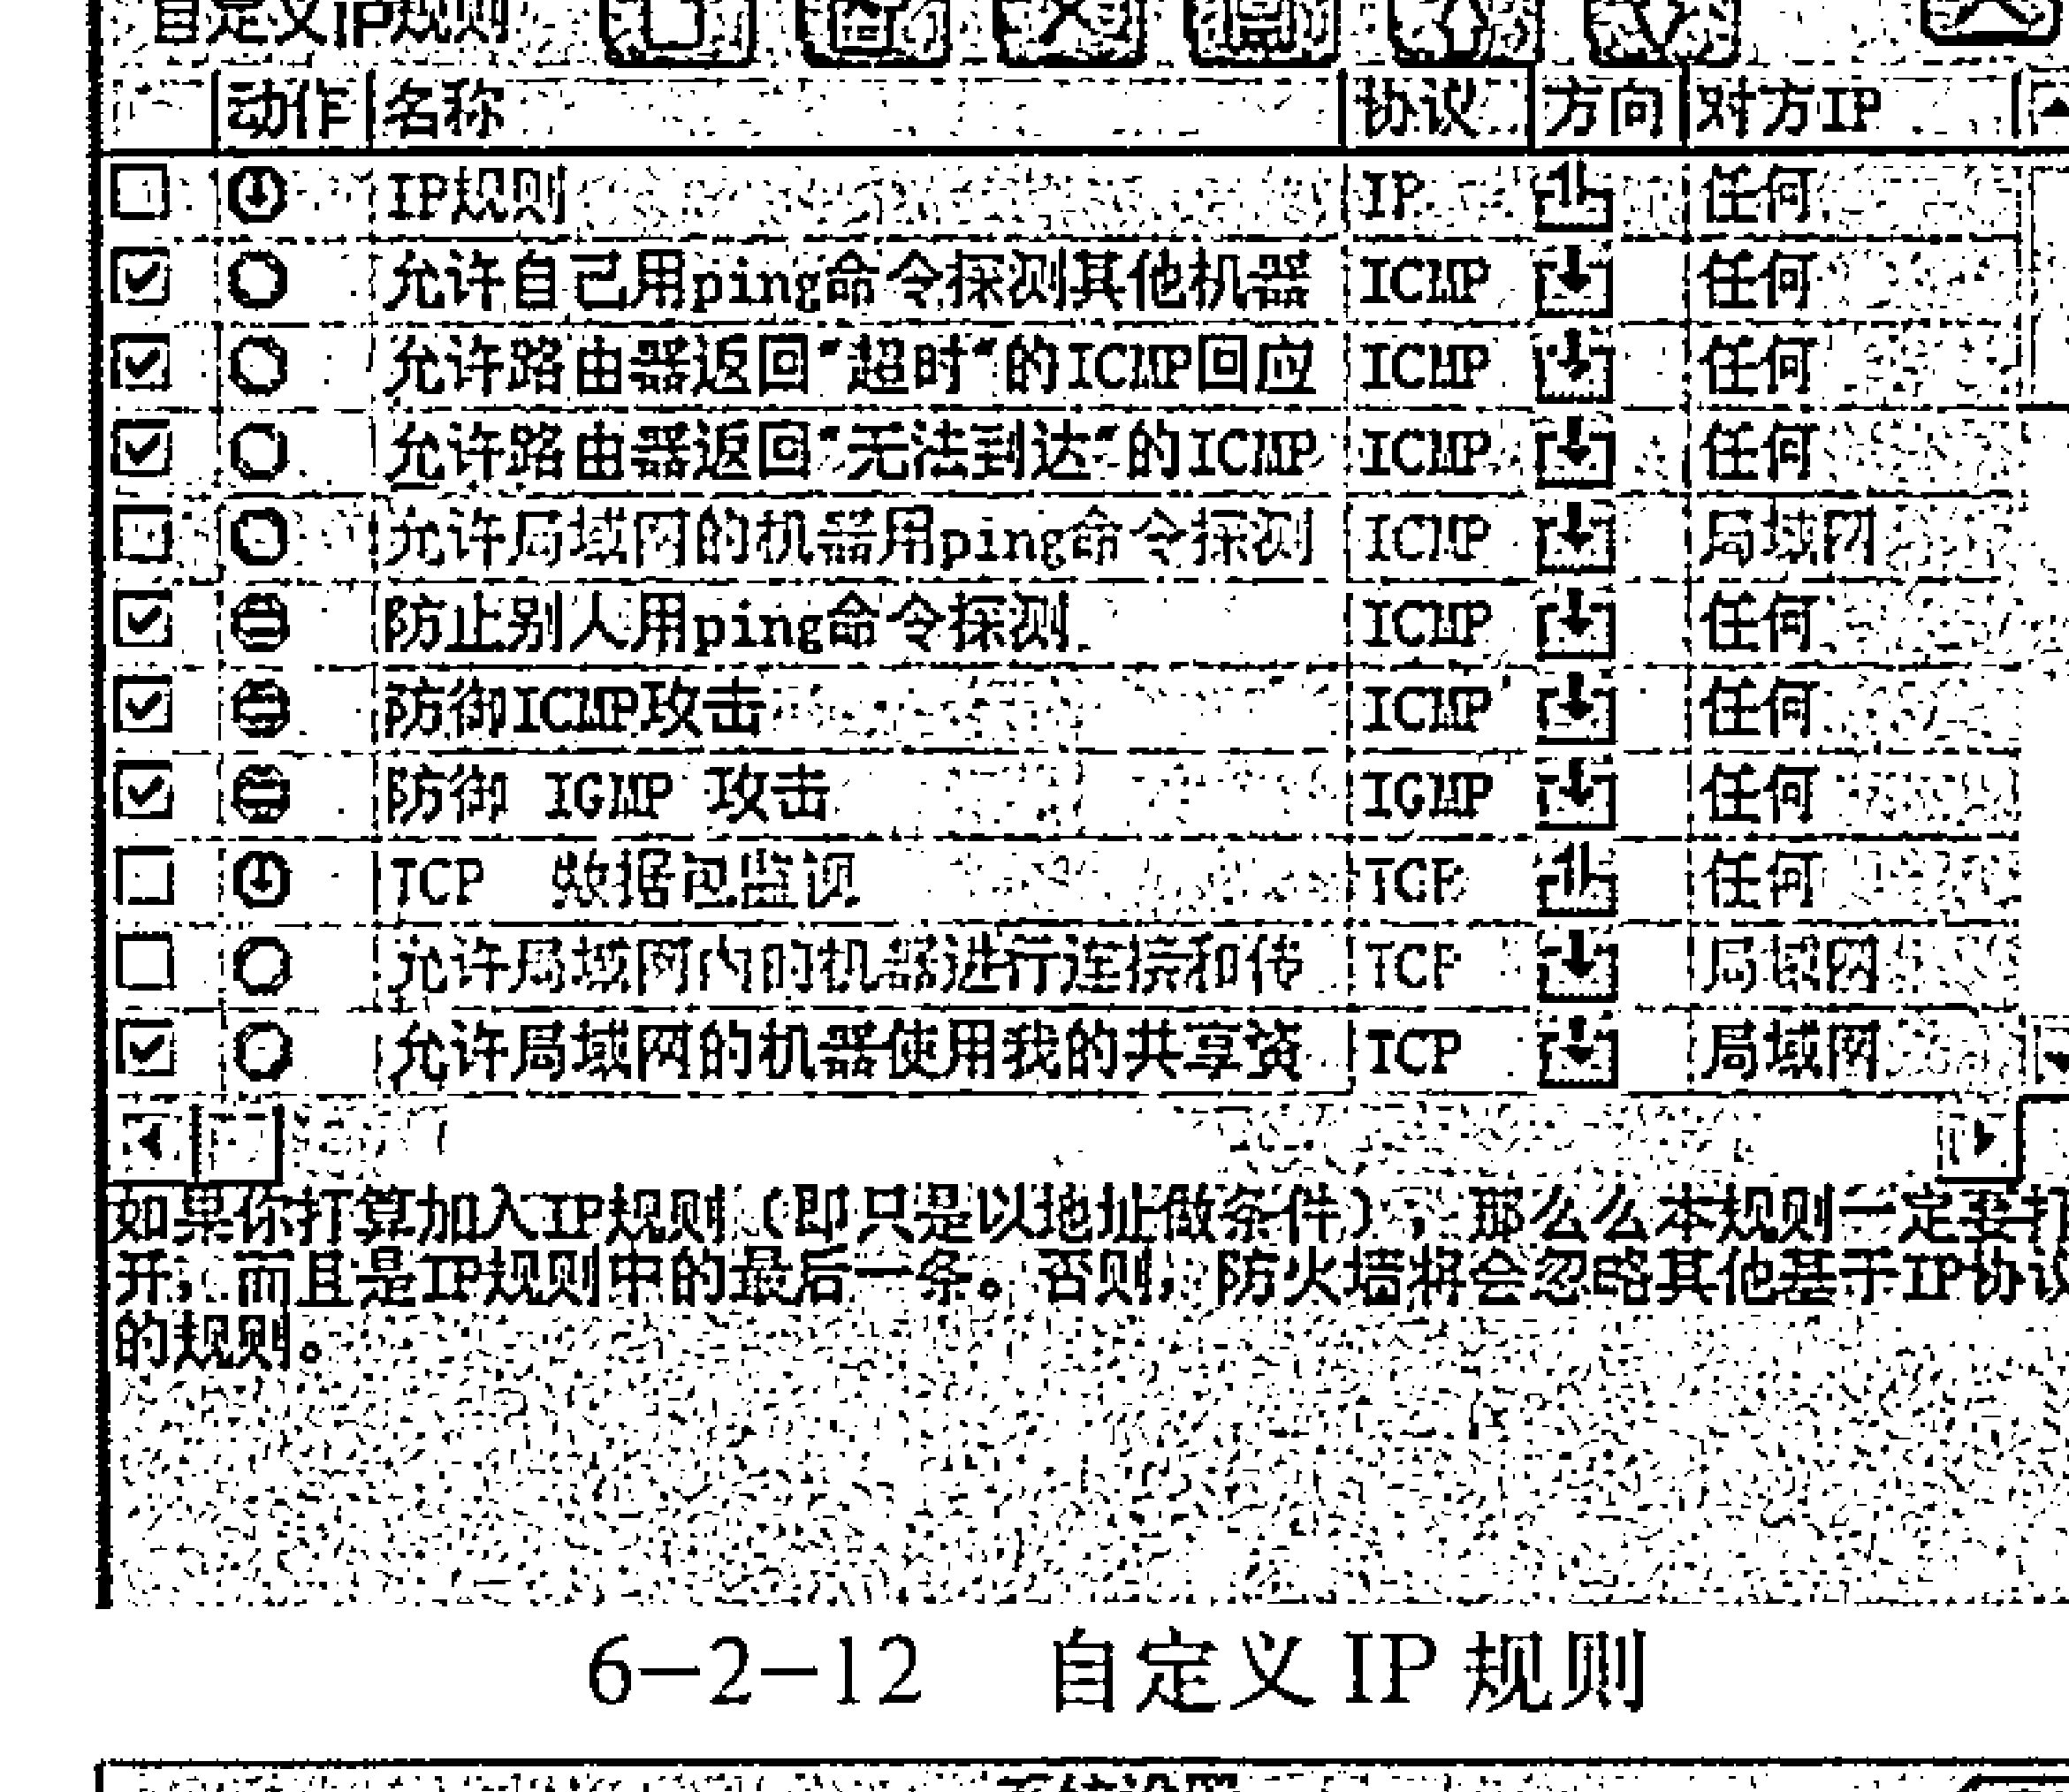 自定义IP规则
动作 名称 协议 方向 对方IP
IP规则 IP 任何
允许自己用ping命令探测其他机器 ICMP 任何
允许路由器返回"超时"的ICMP回应 ICMP 任何
允许路由器返回"无法到达"的ICMP ICMP 任何
允许局域网的机器用ping命令探测 ICMP 局域网
防止别人用ping命令探测 ICMP 任何
防御ICMP攻击 ICMP 任何
防御 IGMP 攻击 IGMP 任何
TCP 数据包监视 TCP 任何
允许局域网内的机器进行连接和传 TCP 局域网
允许局域网的机器使用我的共享资 TCP 局域网
如果你打算加入IP规则（即只是以地址做条件），那么么本规则一定要打
开，而且是IP规则中的最后一条。否则，防火墙将会忽略其他基于IP协议
的规则。
6-2-12 自定义 IP 规则